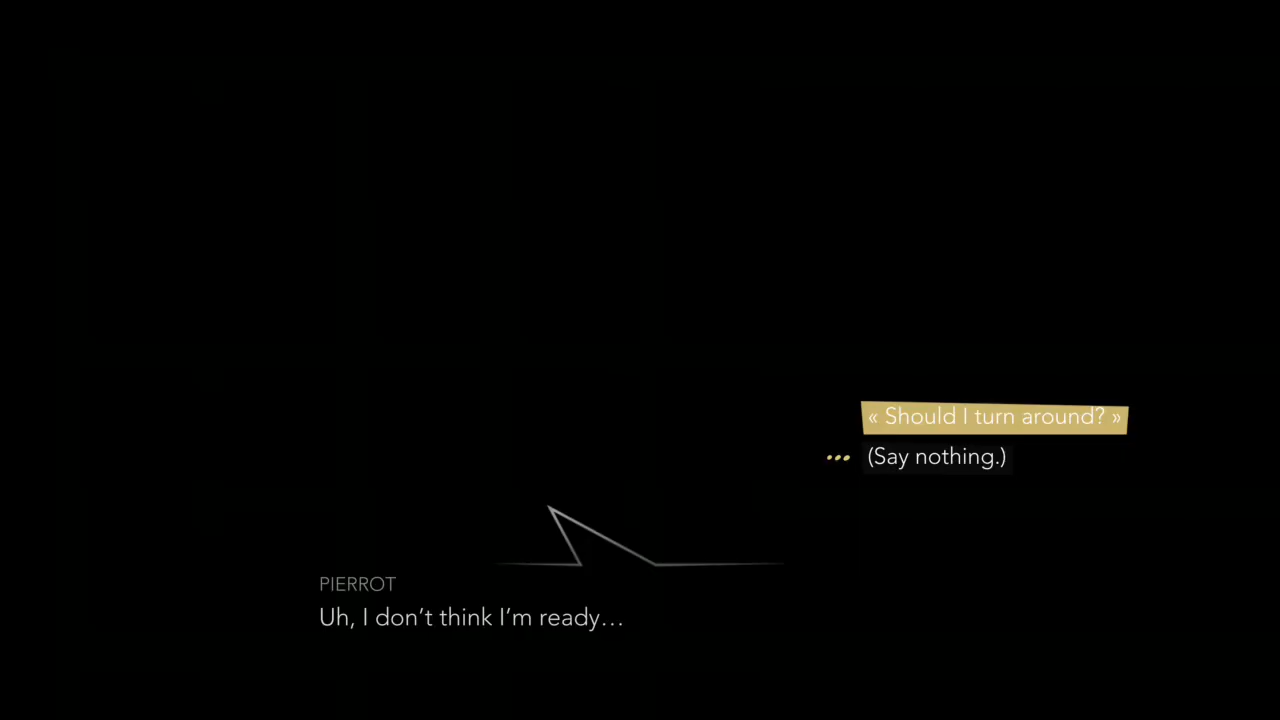 « Should I turn around? »
(Say nothing.)
PIERROT
Uh, I don’t think I’m ready…